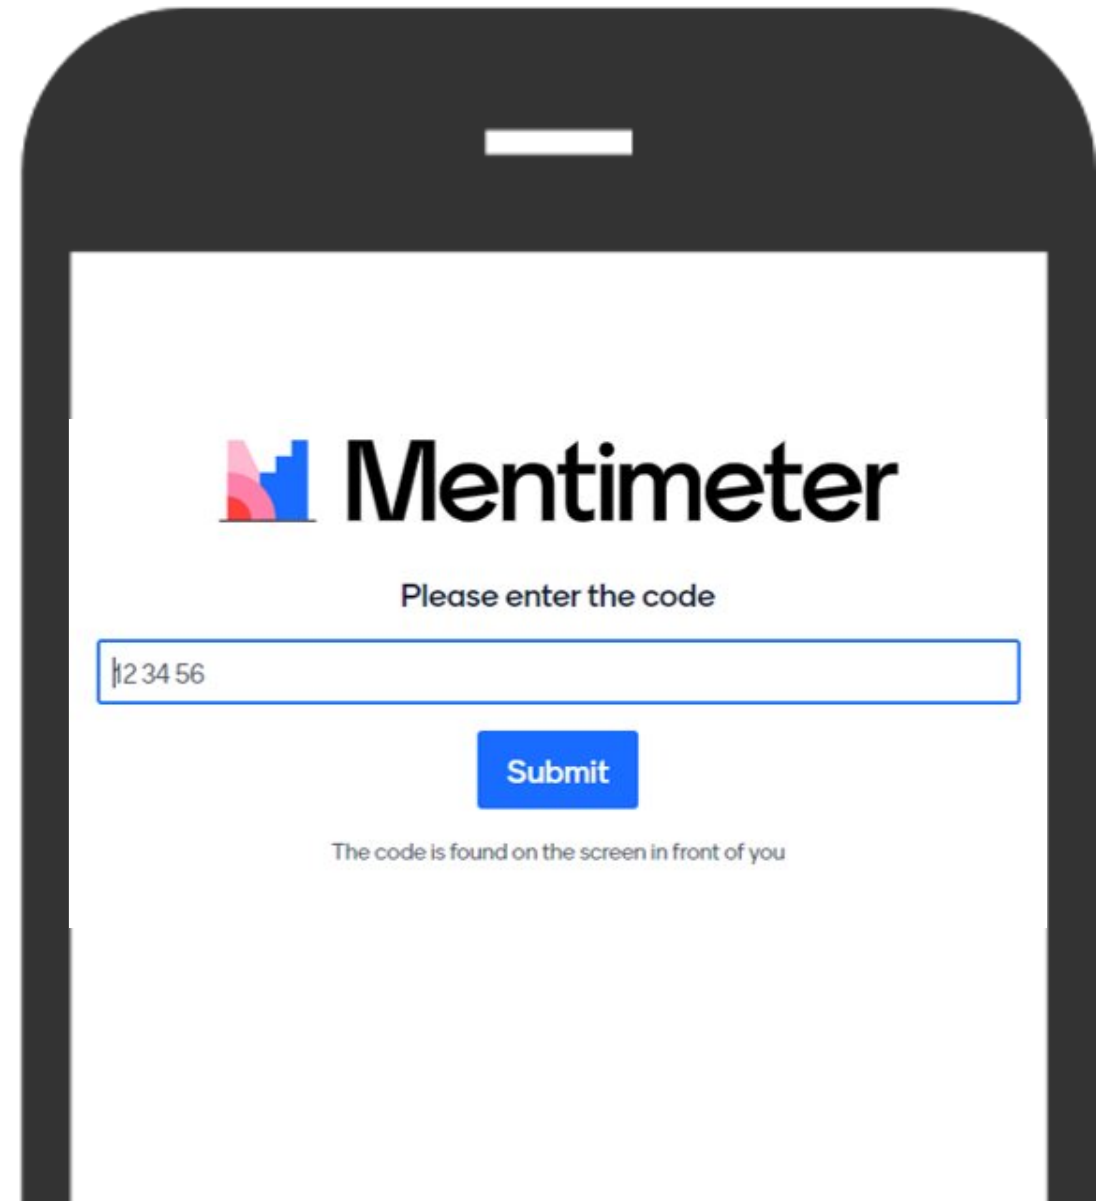 Mentimeter
Please enter the code
12 34 56
Submit
The code is found on the screen in front of you